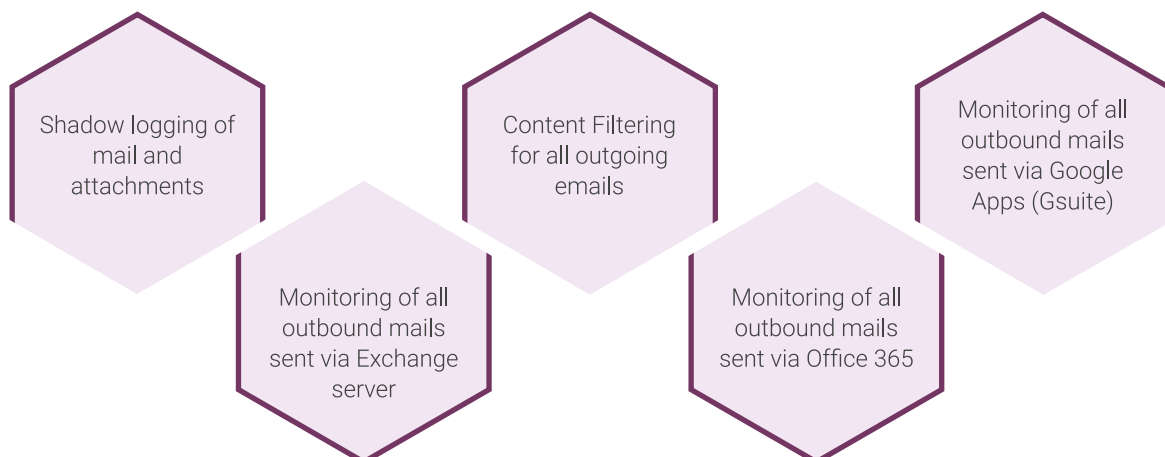 Shadow logging of
mail and
attachments
Monitoring of all
outbound mails
sent via Exchange
server
Content Filtering
for all outgoing
emails
Monitoring of all
outbound mails
sent via Office 365
Monitoring of all
outbound mails
sent via Google
Apps (Gsuite)